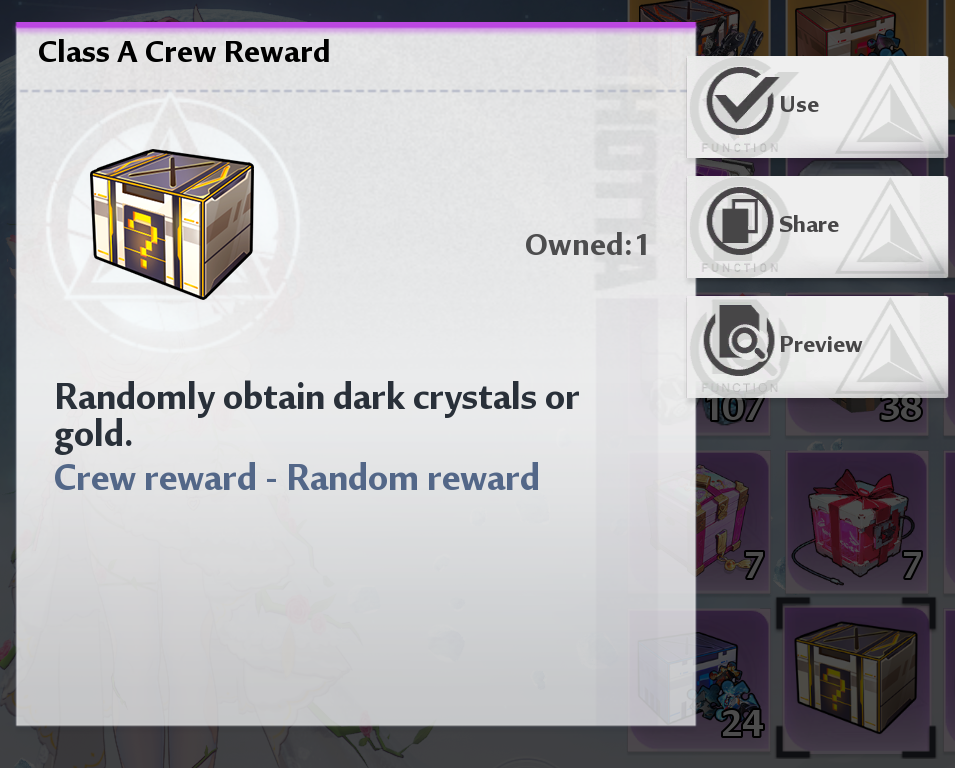 Class A Crew Reward
HOTTA
Owned:1
Randomly obtain dark crystals or
gold.
Crew reward - Random reward
Use
FUNCTION
Share
FUNCTION
Preview
FUNCTION
107
38
7
7
24
?
?